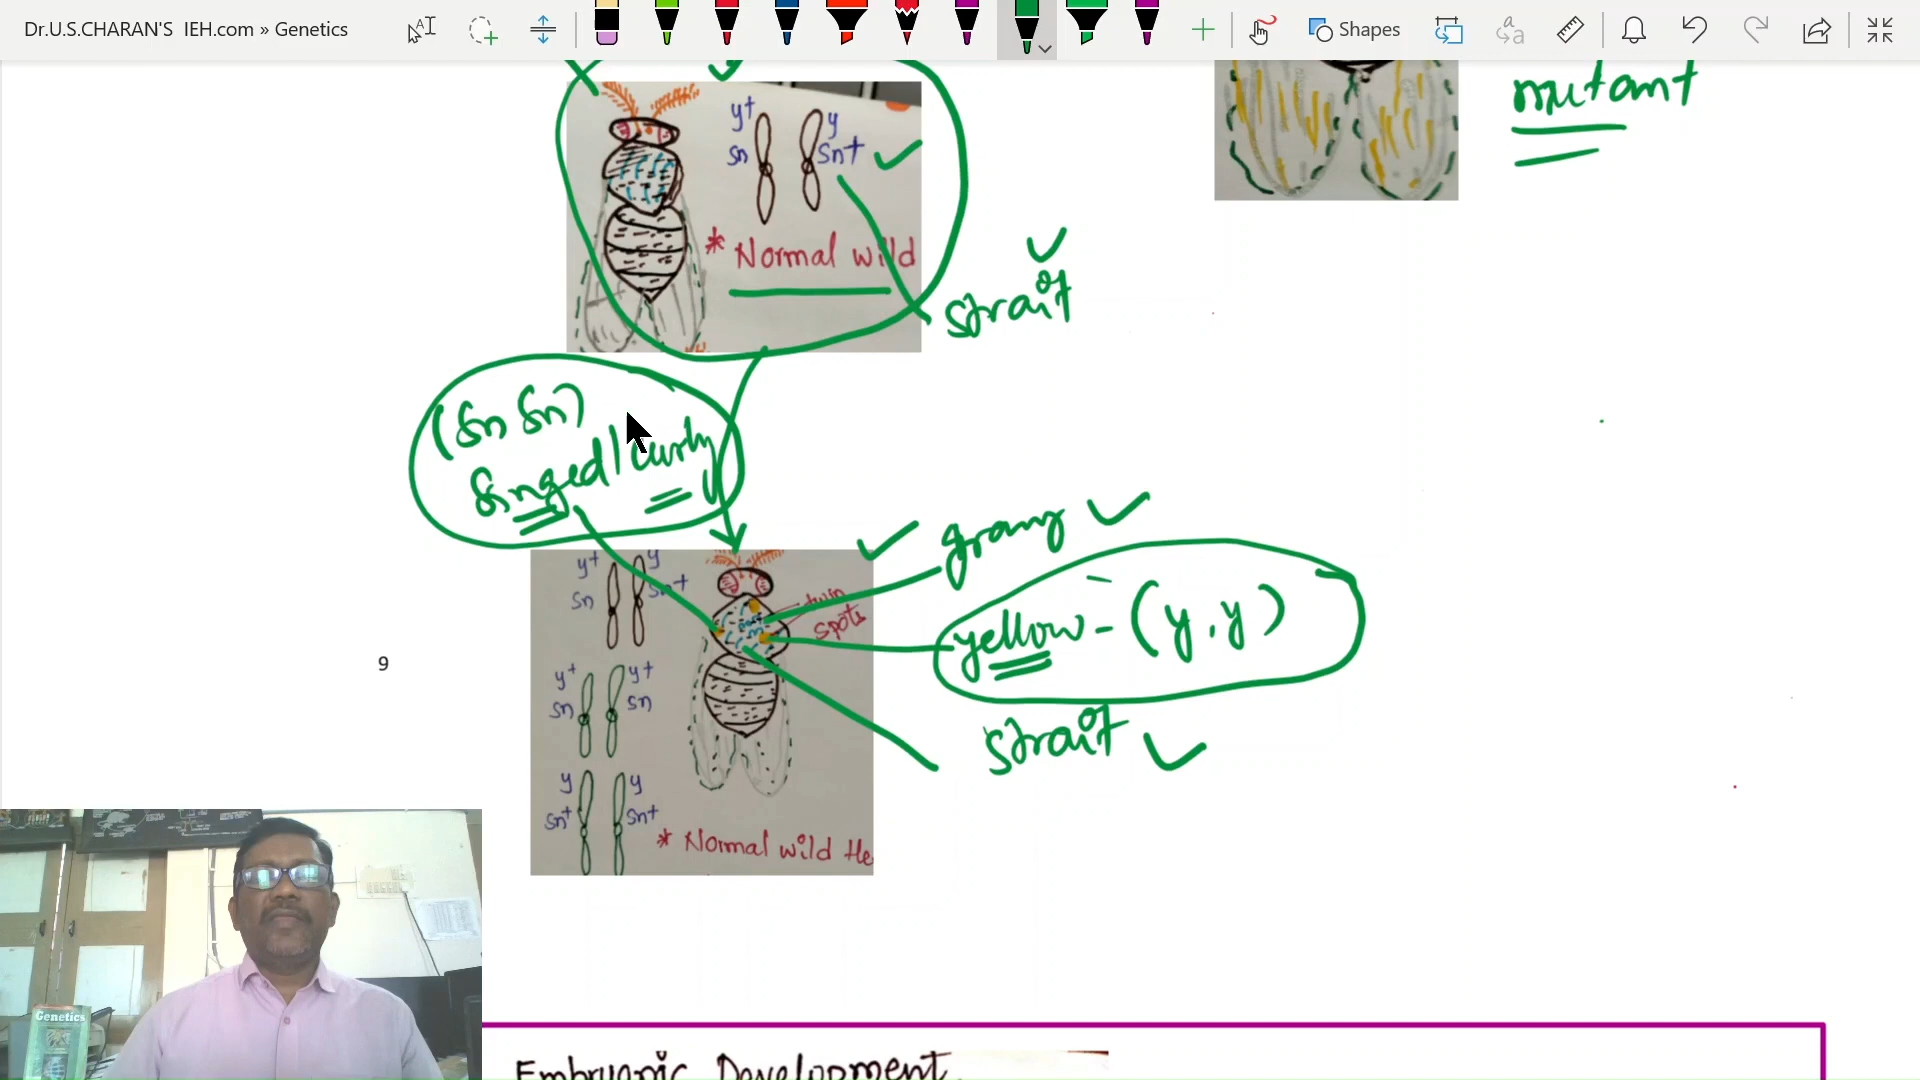 Dr.U.S.CHARAN'S IEH.com » Genetics
Shapes
mutant
y+ y
sn sn+
* Normal wild
strait
(Sn Sn)
Singed/curly
grany
yellow - (y, y)
strait
y+ y
sn sn+
twin
spots
y+ y+
sn sn
y y
sn+ sn+
* Normal wild He
9
Genetics
Embryonic Development